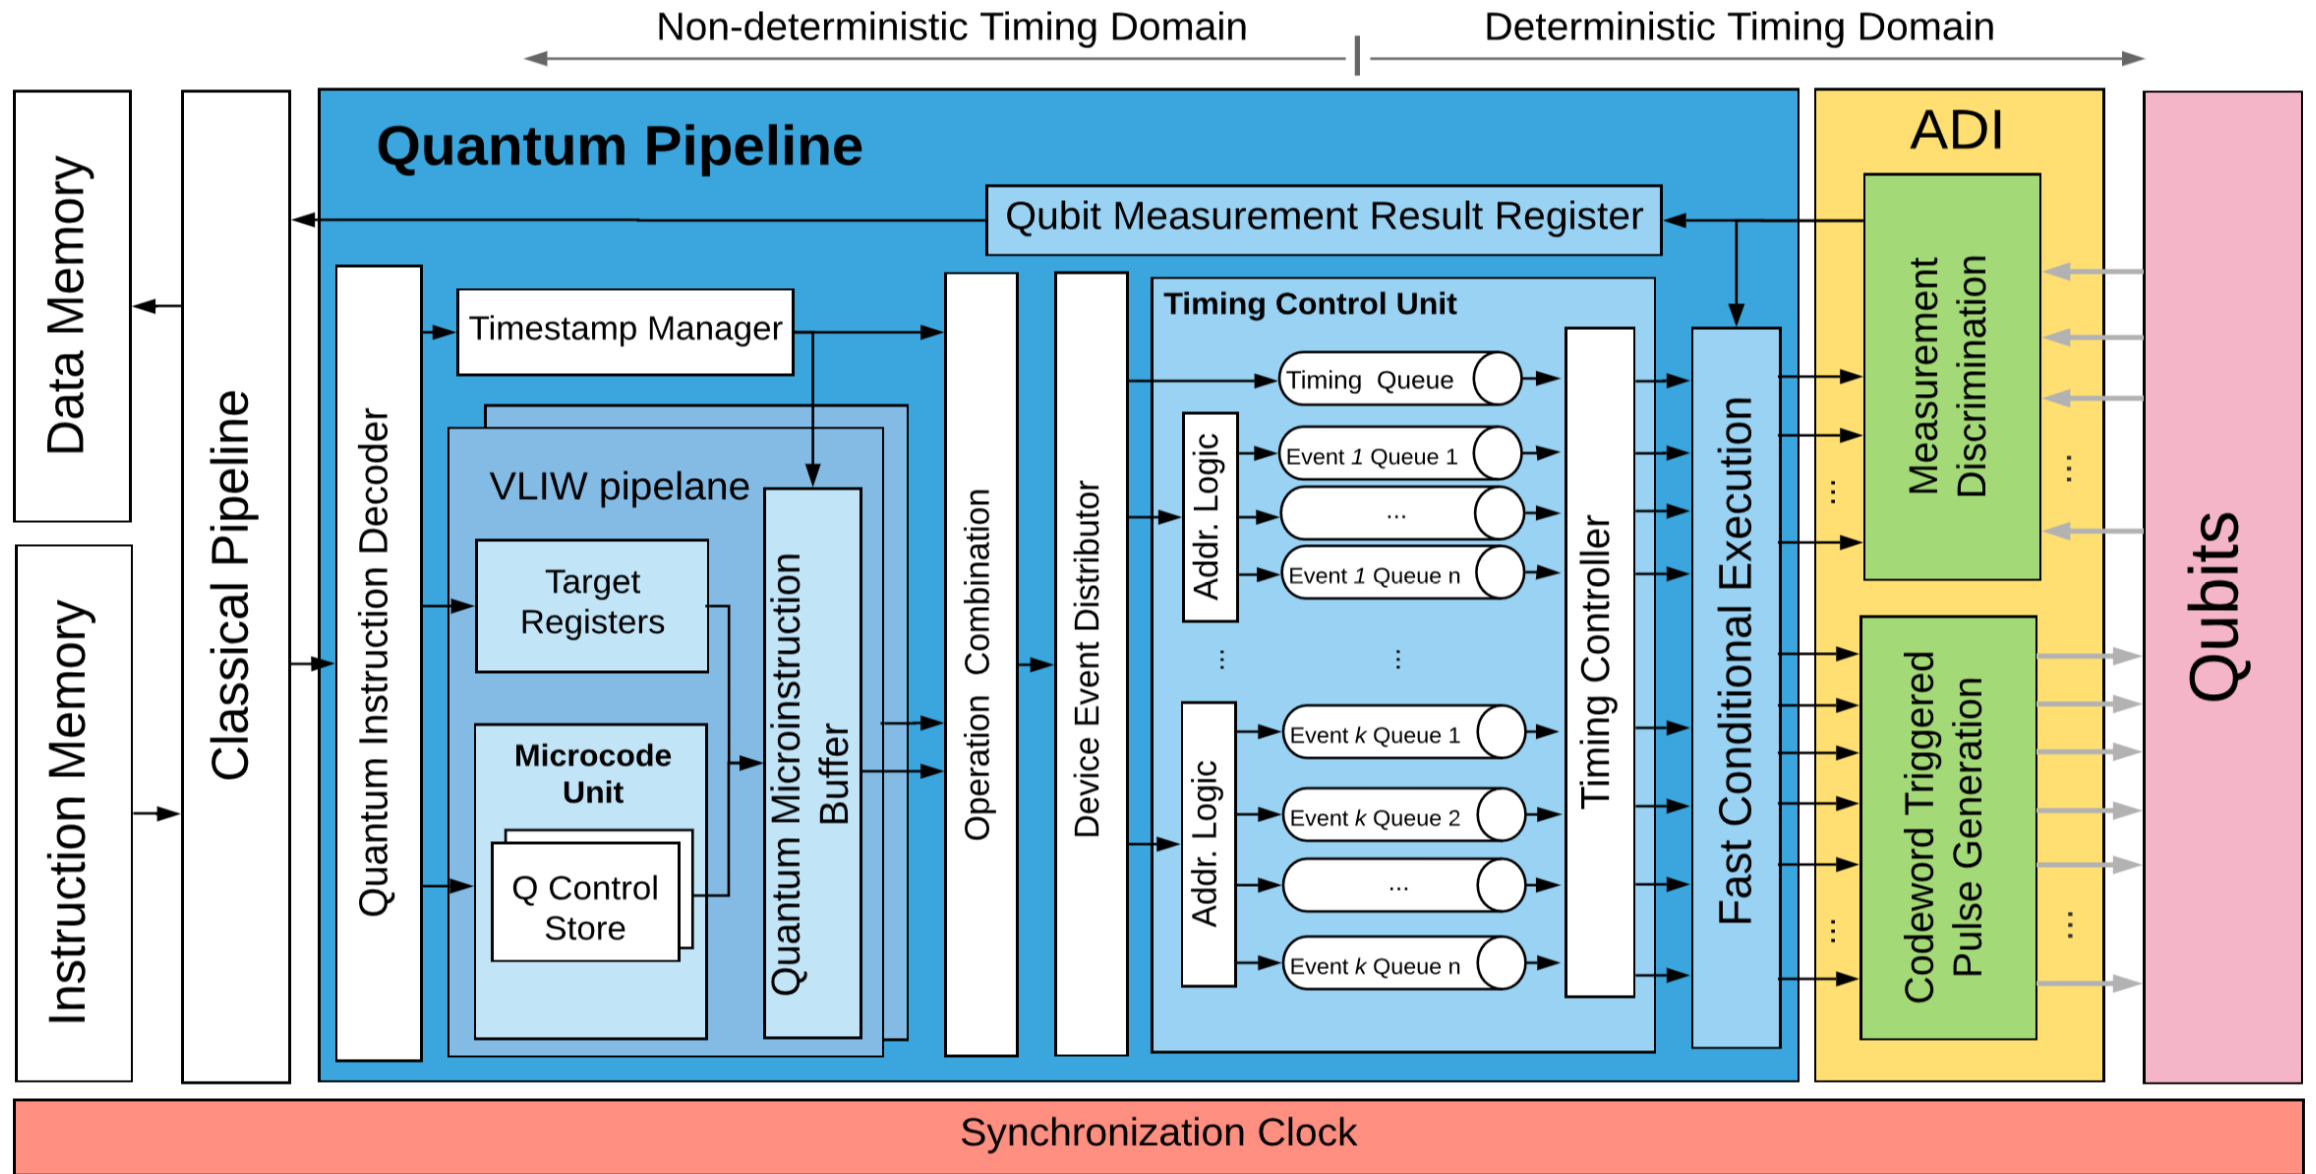 Non-deterministic Timing Domain
Deterministic Timing Domain
Data Memory
Instruction Memory
Classical Pipeline
Quantum Pipeline
Qubit Measurement Result Register
Quantum Instruction Decoder
Timestamp Manager
VLIW pipelane
Target
Registers
Microcode
Unit
Q Control
Store
Quantum Microinstruction
Buffer
Operation Combination
Device Event Distributor
Timing Control Unit
Timing Queue
Addr. Logic
Event 1 Queue 1
...
Event 1 Queue n
...
...
Addr. Logic
Event k Queue 1
Event k Queue 2
...
Event k Queue n
Timing Controller
Fast Conditional Execution
ADI
Measurement
Discrimination
...
...
Codeword Triggered
Pulse Generation
...
...
Qubits
Synchronization Clock